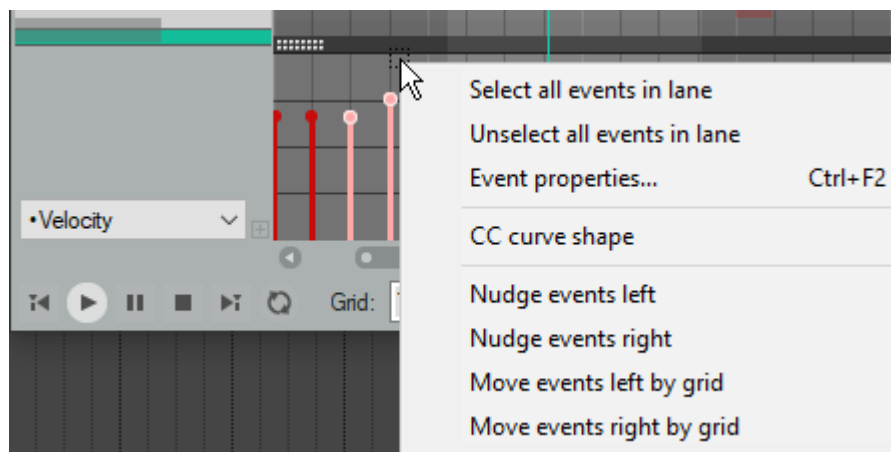 Select all events in lane
Unselect all events in lane
Event properties... Ctrl+F2
•Velocity
CC curve shape
Nudge events left
Grid:
Nudge events right
Move events left by grid
Move events right by grid